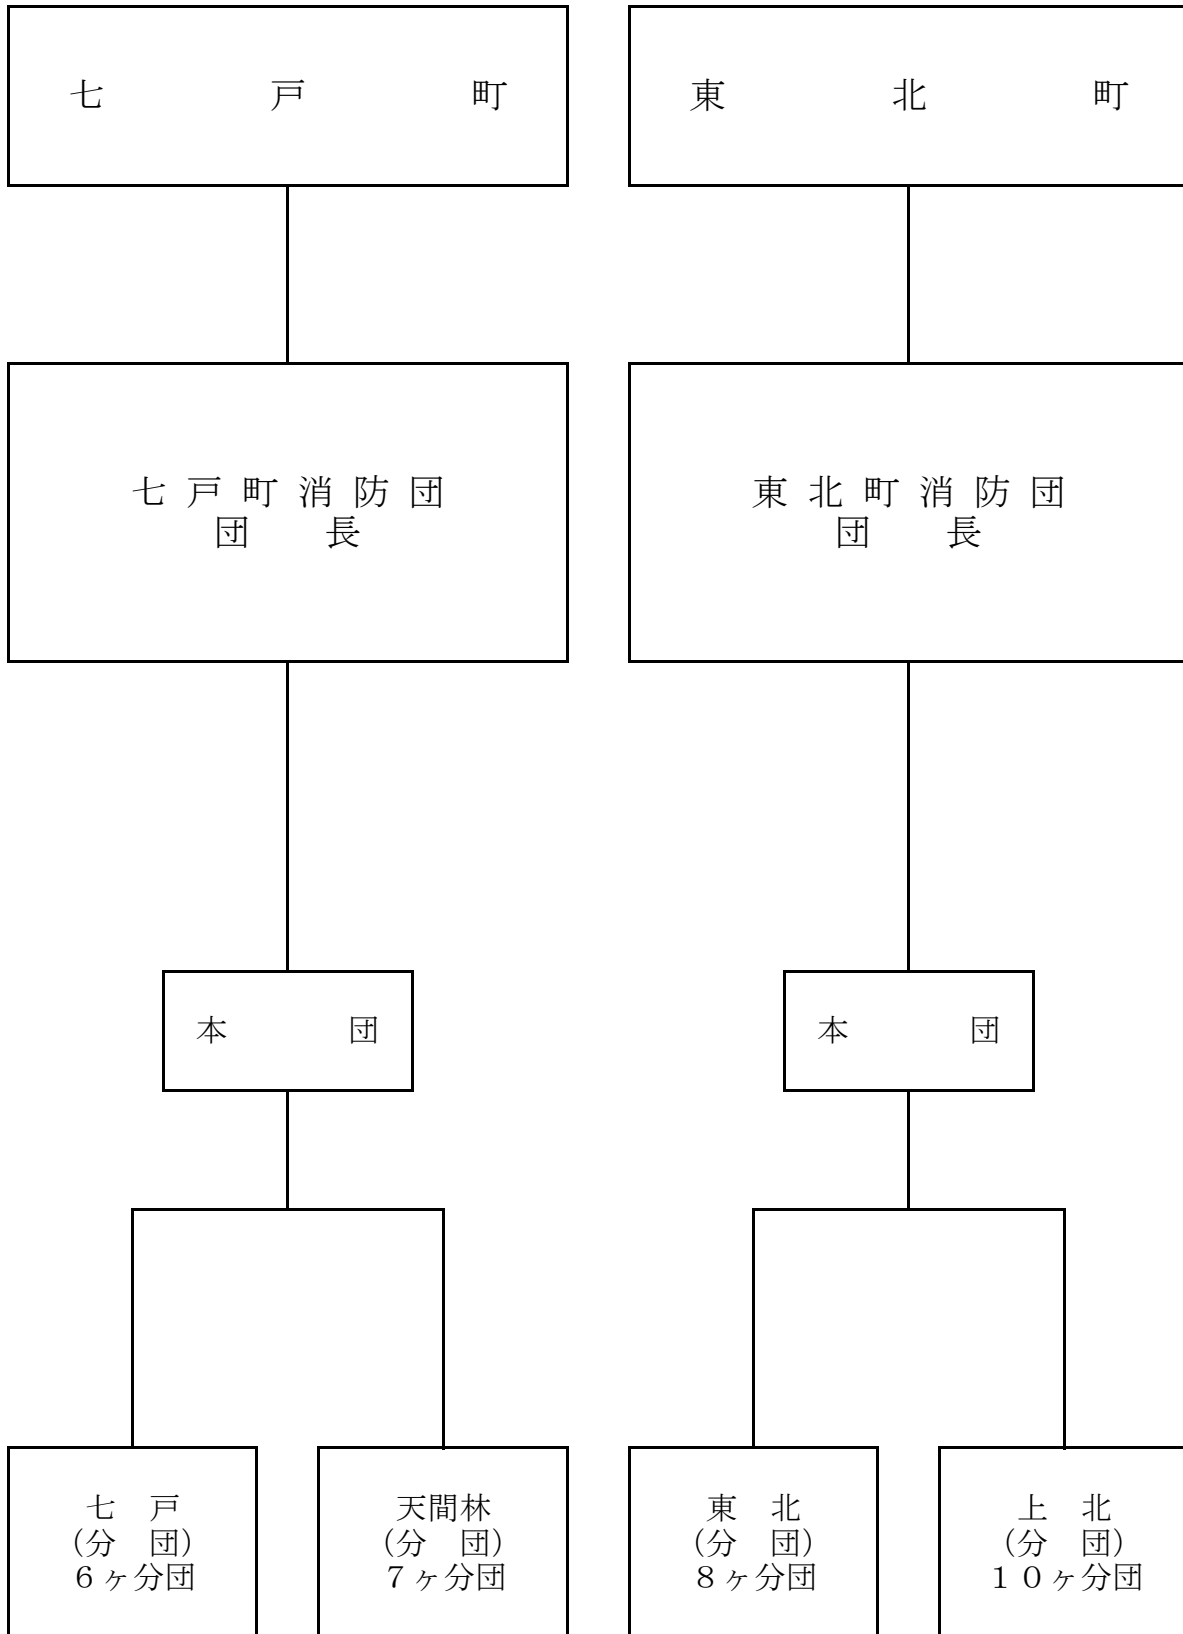 七　戸　町
東　北　町
七戸町消防団
団　長
東北町消防団
団　長
本　団
本　団
七　戸
(分　団)
６ヶ分団
天間林
(分　団)
７ヶ分団
東　北
(分　団)
８ヶ分団
上　北
(分　団)
１０ヶ分団